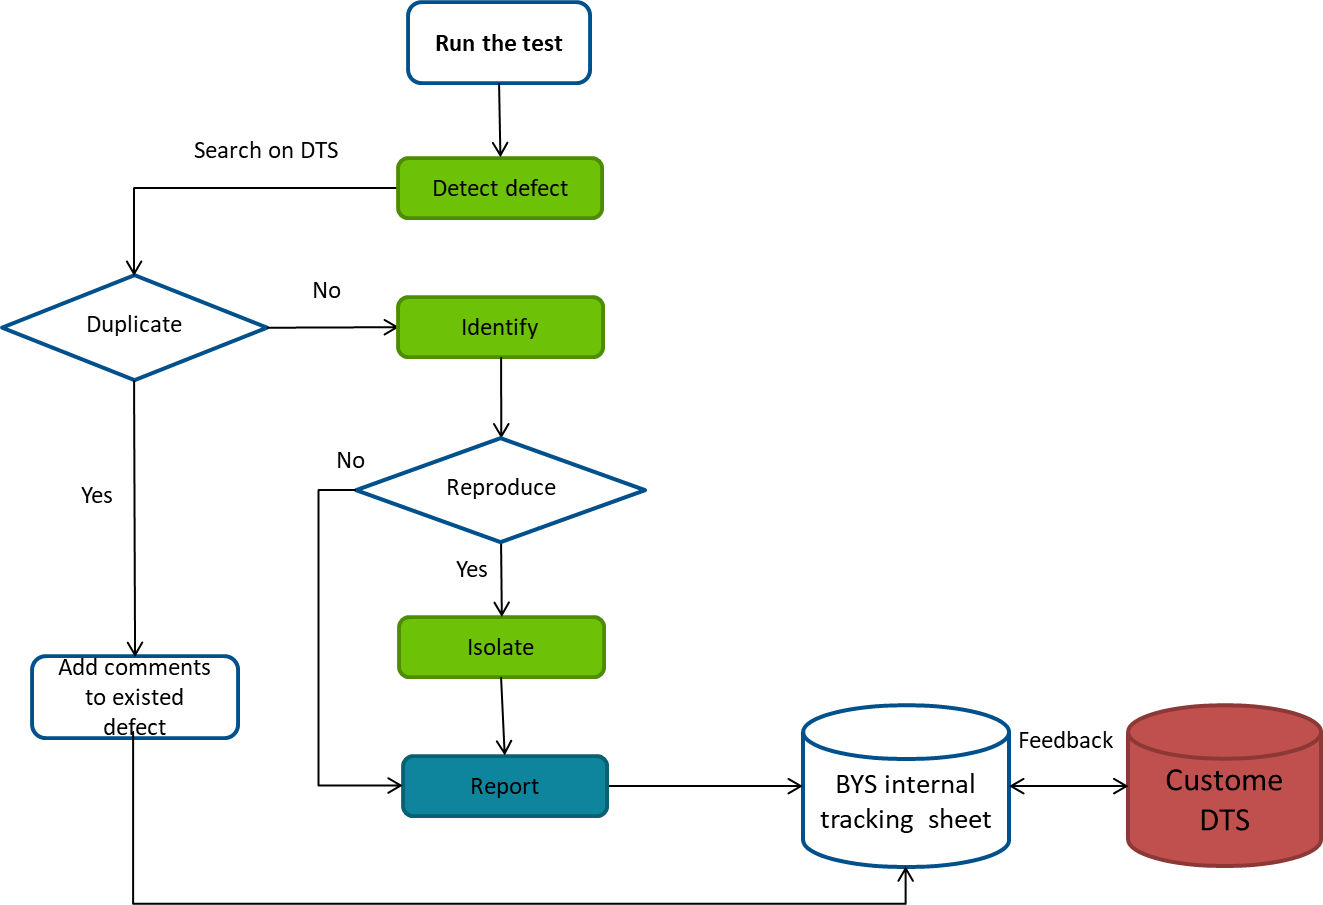 Run the test
Search on DTS
Detect defect
No
Duplicate
Identify
No
Reproduce
Yes
Yes
Isolate
Add comments
to existed
defect
Report
BYS internal
tracking sheet
Feedback
Custome
DTS